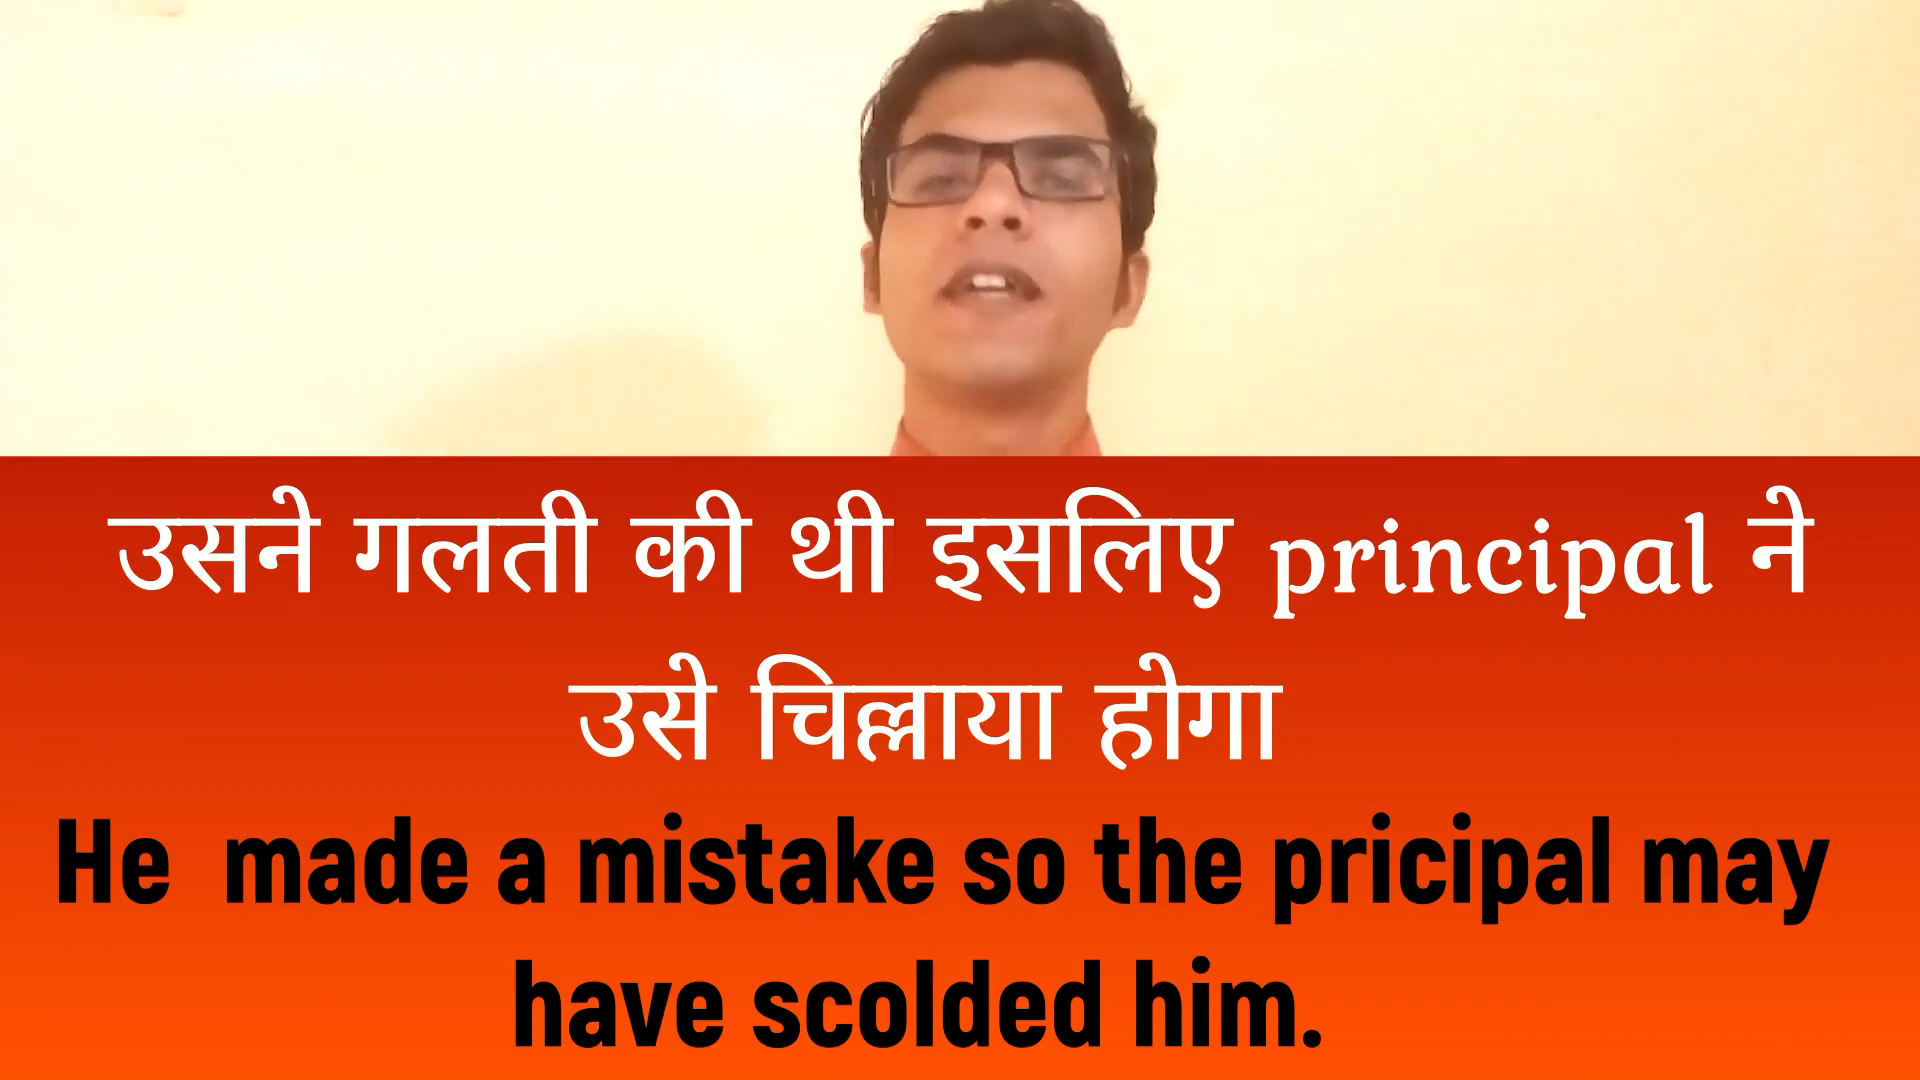 उसने गलती की थी इसलिए principal ने
उसे चिल्लाया होगा
He made a mistake so the pricipal may
have scolded him.